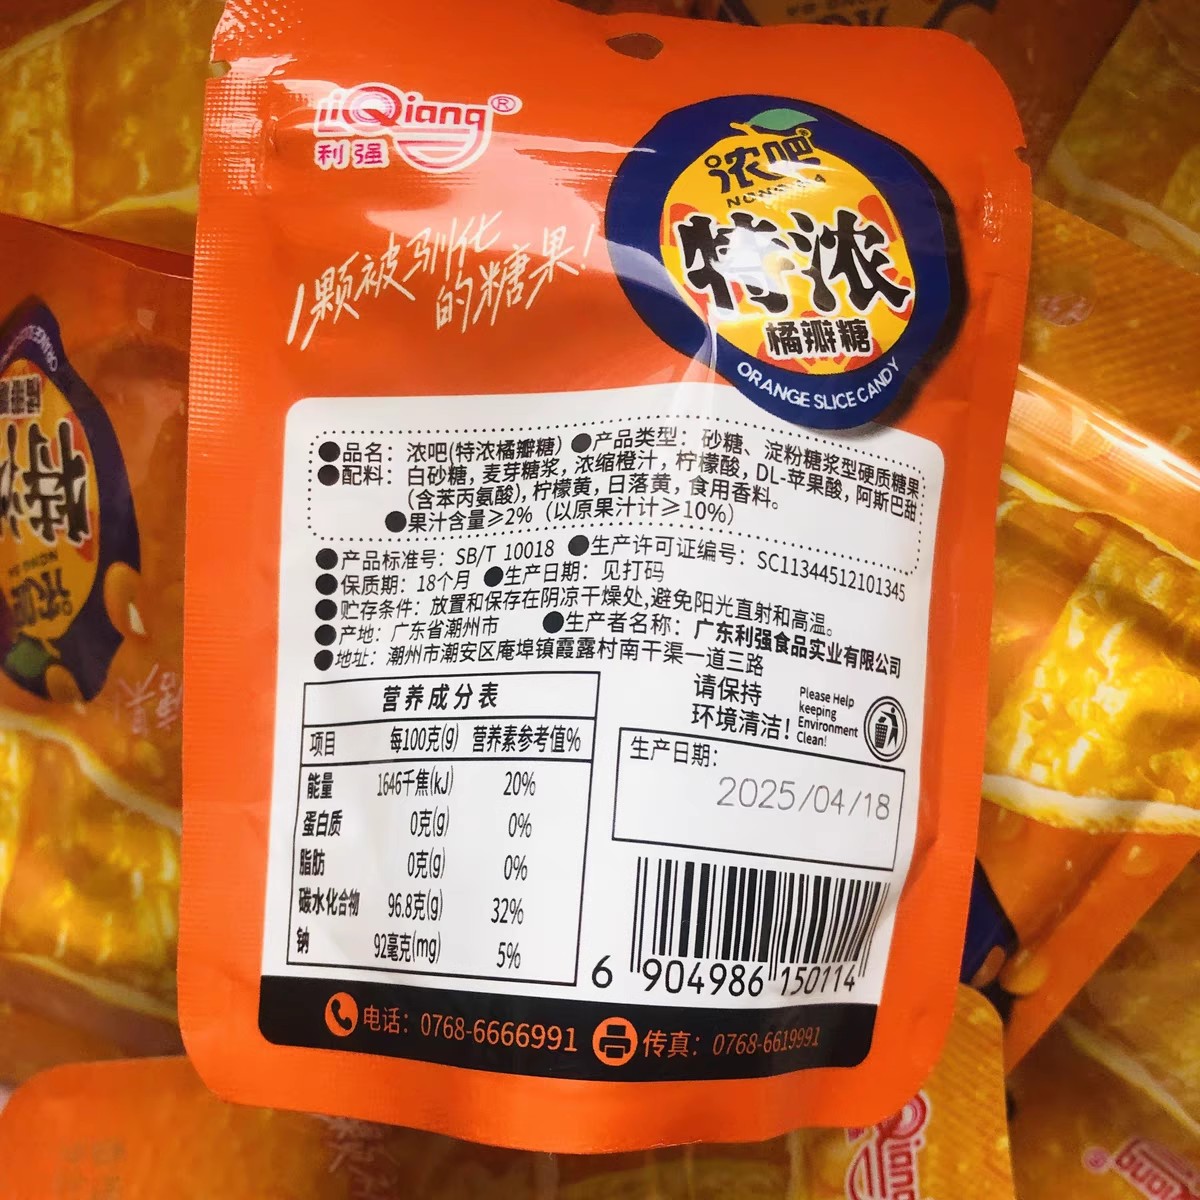 LiQiang®
利强
1颗被驯化
的糖果!
浓吧®
特浓
橘瓣糖
ORANGE SLICE CANDY
●品名：浓吧(特浓橘瓣糖) ●产品类型：砂糖、淀粉糖浆型硬质糖果
●配料：白砂糖，麦芽糖浆，浓缩橙汁，柠檬酸，DL-苹果酸，阿斯巴甜
(含苯丙氨酸)，柠檬黄，日落黄，食用香料。
●果汁含量≥2%（以原果汁计≥10%）
●产品标准号：SB/T 10018 ●生产许可证编号：SC11344512101345
●保质期：18个月 ●生产日期：见打码
●贮存条件：放置和保存在阴凉干燥处,避免阳光直射和高温。
●产地：广东省潮州市 ●生产者名称：广东利强食品实业有限公司
●地址：潮州市潮安区庵埠镇霞露村南干渠一道三路
请保持
环境清洁!
Please Help
keeping
Environment
Clean!
营养成分表
项目 每100克(g) 营养素参考值%
能量 1646千焦(kJ) 20%
蛋白质 0克(g) 0%
脂肪 0克(g) 0%
碳水化合物 96.8克(g) 32%
钠 92毫克(mg) 5%
生产日期:
2025/04/18
6 904986 150114
电话：0768-6666991 传真：0768-6619991